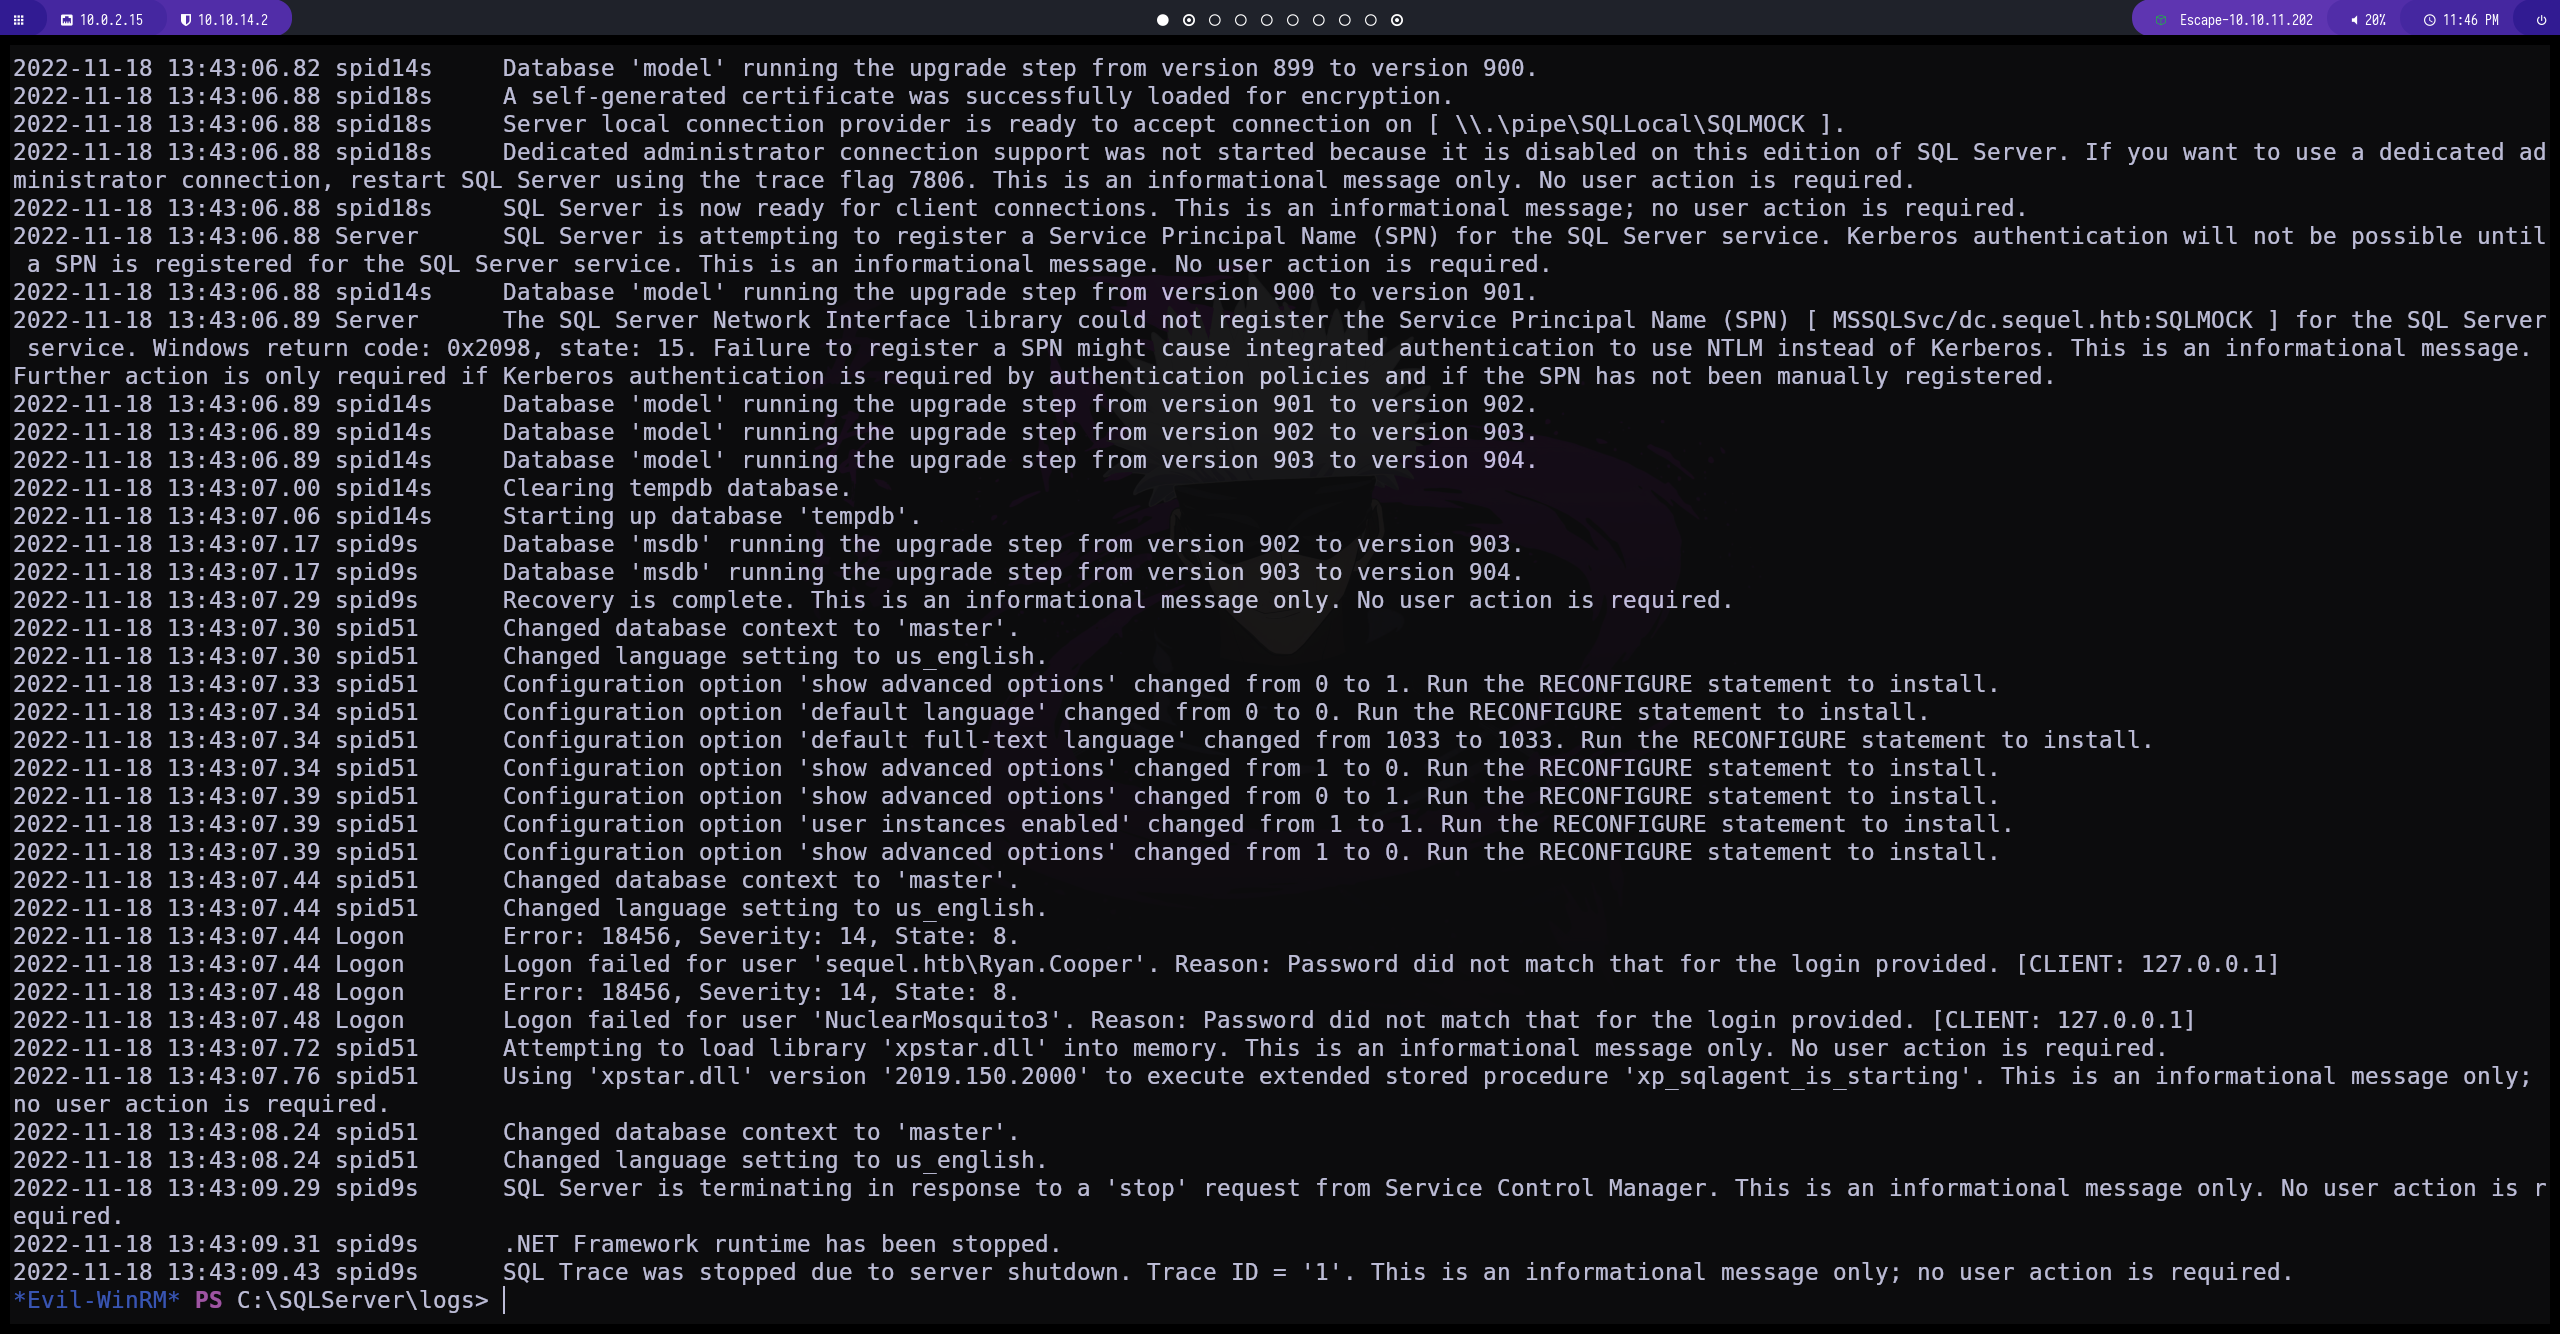 10.0.2.15 10.10.14.2 Escape-10.10.11.202 20% 11:46 PM
2022-11-18 13:43:06.82 spid14s     Database 'model' running the upgrade step from version 899 to version 900.
2022-11-18 13:43:06.88 spid18s     A self-generated certificate was successfully loaded for encryption.
2022-11-18 13:43:06.88 spid18s     Server local connection provider is ready to accept connection on [ \\.\pipe\SQLLocal\SQLMOCK ].
2022-11-18 13:43:06.88 spid18s     Dedicated administrator connection support was not started because it is disabled on this edition of SQL Server. If you want to use a dedicated ad
ministrator connection, restart SQL Server using the trace flag 7806. This is an informational message only. No user action is required.
2022-11-18 13:43:06.88 spid18s     SQL Server is now ready for client connections. This is an informational message; no user action is required.
2022-11-18 13:43:06.88 Server      SQL Server is attempting to register a Service Principal Name (SPN) for the SQL Server service. Kerberos authentication will not be possible until
 a SPN is registered for the SQL Server service. This is an informational message. No user action is required.
2022-11-18 13:43:06.88 spid14s     Database 'model' running the upgrade step from version 900 to version 901.
2022-11-18 13:43:06.89 Server      The SQL Server Network Interface library could not register the Service Principal Name (SPN) [ MSSQLSvc/dc.sequel.htb:SQLMOCK ] for the SQL Server
 service. Windows return code: 0x2098, state: 15. Failure to register a SPN might cause integrated authentication to use NTLM instead of Kerberos. This is an informational message.
Further action is only required if Kerberos authentication is required by authentication policies and if the SPN has not been manually registered.
2022-11-18 13:43:06.89 spid14s     Database 'model' running the upgrade step from version 901 to version 902.
2022-11-18 13:43:06.89 spid14s     Database 'model' running the upgrade step from version 902 to version 903.
2022-11-18 13:43:06.89 spid14s     Database 'model' running the upgrade step from version 903 to version 904.
2022-11-18 13:43:07.00 spid14s     Clearing tempdb database.
2022-11-18 13:43:07.06 spid14s     Starting up database 'tempdb'.
2022-11-18 13:43:07.17 spid9s      Database 'msdb' running the upgrade step from version 902 to version 903.
2022-11-18 13:43:07.17 spid9s      Database 'msdb' running the upgrade step from version 903 to version 904.
2022-11-18 13:43:07.29 spid9s      Recovery is complete. This is an informational message only. No user action is required.
2022-11-18 13:43:07.30 spid51      Changed database context to 'master'.
2022-11-18 13:43:07.30 spid51      Changed language setting to us_english.
2022-11-18 13:43:07.33 spid51      Configuration option 'show advanced options' changed from 0 to 1. Run the RECONFIGURE statement to install.
2022-11-18 13:43:07.34 spid51      Configuration option 'default language' changed from 0 to 0. Run the RECONFIGURE statement to install.
2022-11-18 13:43:07.34 spid51      Configuration option 'default full-text language' changed from 1033 to 1033. Run the RECONFIGURE statement to install.
2022-11-18 13:43:07.34 spid51      Configuration option 'show advanced options' changed from 1 to 0. Run the RECONFIGURE statement to install.
2022-11-18 13:43:07.39 spid51      Configuration option 'show advanced options' changed from 0 to 1. Run the RECONFIGURE statement to install.
2022-11-18 13:43:07.39 spid51      Configuration option 'user instances enabled' changed from 1 to 1. Run the RECONFIGURE statement to install.
2022-11-18 13:43:07.39 spid51      Configuration option 'show advanced options' changed from 1 to 0. Run the RECONFIGURE statement to install.
2022-11-18 13:43:07.44 spid51      Changed database context to 'master'.
2022-11-18 13:43:07.44 spid51      Changed language setting to us_english.
2022-11-18 13:43:07.44 Logon       Error: 18456, Severity: 14, State: 8.
2022-11-18 13:43:07.44 Logon       Logon failed for user 'sequel.htb\Ryan.Cooper'. Reason: Password did not match that for the login provided. [CLIENT: 127.0.0.1]
2022-11-18 13:43:07.48 Logon       Error: 18456, Severity: 14, State: 8.
2022-11-18 13:43:07.48 Logon       Logon failed for user 'NuclearMosquito3'. Reason: Password did not match that for the login provided. [CLIENT: 127.0.0.1]
2022-11-18 13:43:07.72 spid51      Attempting to load library 'xpstar.dll' into memory. This is an informational message only. No user action is required.
2022-11-18 13:43:07.76 spid51      Using 'xpstar.dll' version '2019.150.2000' to execute extended stored procedure 'xp_sqlagent_is_starting'. This is an informational message only;
no user action is required.
2022-11-18 13:43:08.24 spid51      Changed database context to 'master'.
2022-11-18 13:43:08.24 spid51      Changed language setting to us_english.
2022-11-18 13:43:09.29 spid9s      SQL Server is terminating in response to a 'stop' request from Service Control Manager. This is an informational message only. No user action is r
equired.
2022-11-18 13:43:09.31 spid9s      .NET Framework runtime has been stopped.
2022-11-18 13:43:09.43 spid9s      SQL Trace was stopped due to server shutdown. Trace ID = '1'. This is an informational message only; no user action is required.
*Evil-WinRM* PS C:\SQLServer\logs>